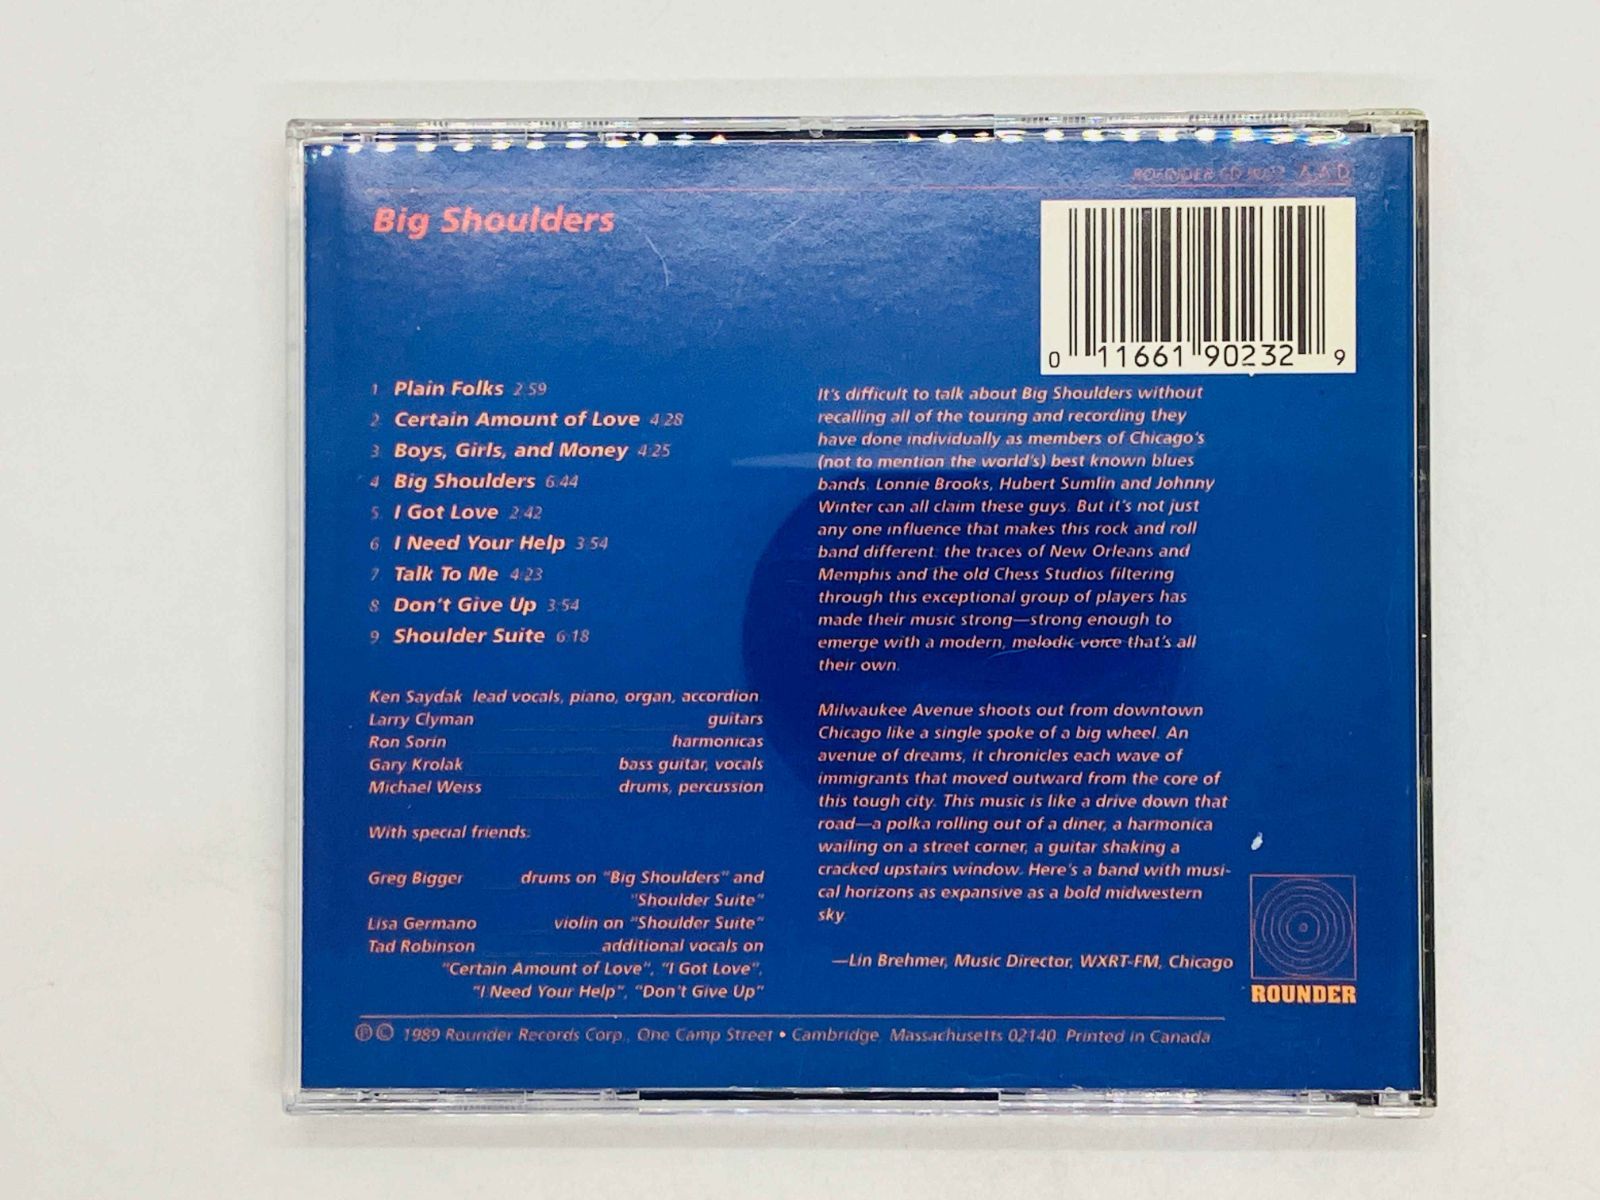 ROUNDER CD AAD
Big Shoulders
0 11661 90232 9
1 Plain Folks 2:59
2 Certain Amount of Love 4:28
3 Boys, Girls, and Money 4:25
4 Big Shoulders 6:44
5 I Got Love 2:42
6 I Need Your Help 3:54
7 Talk To Me 4:23
8 Don't Give Up 3:54
9 Shoulder Suite 6:18
Ken Saydak lead vocals, piano, organ, accordion
Larry Clyman guitars
Ron Sorin harmonicas
Gary Krolak bass guitar, vocals
Michael Weiss drums, percussion
With special friends:
Greg Bigger drums on "Big Shoulders" and
"Shoulder Suite"
Lisa Germano violin on "Shoulder Suite"
Tad Robinson additional vocals on
"Certain Amount of Love", "I Got Love",
"I Need Your Help", "Don't Give Up"
It's difficult to talk about Big Shoulders without
recalling all of the touring and recording they
have done individually as members of Chicago's
(not to mention the world's) best known blues
bands. Lonnie Brooks, Hubert Sumlin and Johnny
Winter can all claim these guys. But it's not just
any one influence that makes this rock and roll
band different: the traces of New Orleans and
Memphis and the old Chess Studios filtering
through this exceptional group of players has
made their music strong—strong enough to
emerge with a modern, melodic voice that's all
their own.
Milwaukee Avenue shoots out from downtown
Chicago like a single spoke of a big wheel. An
avenue of dreams, it chronicles each wave of
immigrants that moved outward from the core of
this tough city. This music is like a drive down that
road—a polka rolling out of a diner, a harmonica
wailing on a street corner, a guitar shaking a
cracked upstairs window. Here's a band with musi-
cal horizons as expansive as a bold midwestern
sky.
—Lin Brehmer, Music Director, WXRT-FM, Chicago
ROUNDER
℗ © 1989 Rounder Records Corp., One Camp Street • Cambridge, Massachusetts 02140. Printed in Canada